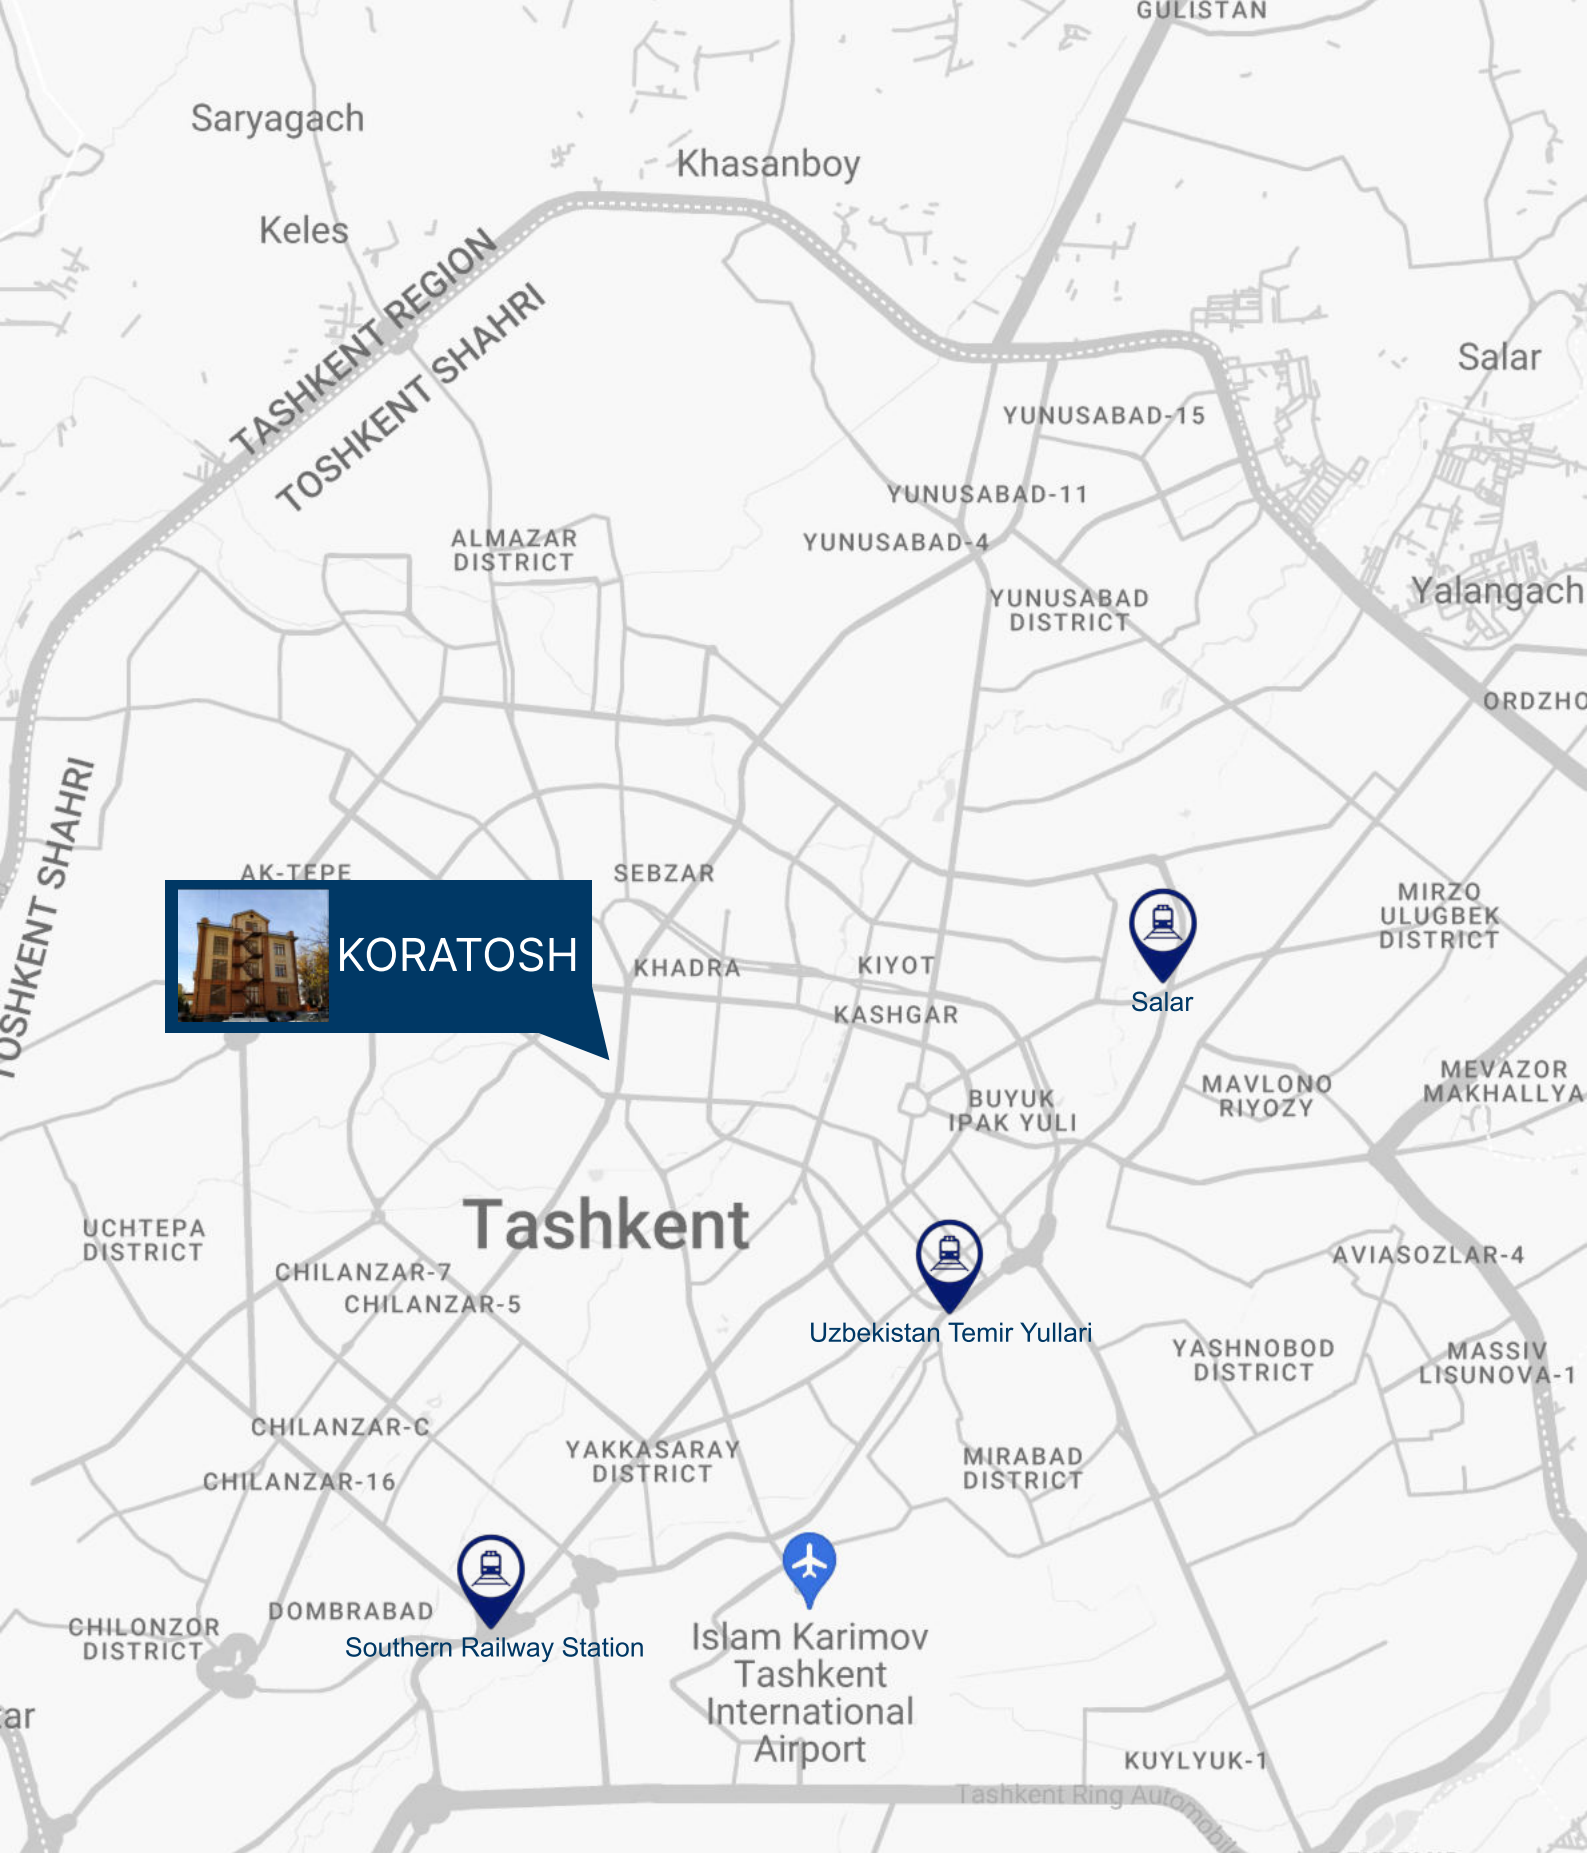 GULISTAN
Saryagach
Khasanboy
Keles
TASHKENT REGION
TOSHKENT SHAHRI
Salar
YUNUSABAD-15
YUNUSABAD-11
ALMAZAR
DISTRICT
YUNUSABAD-4
YUNUSABAD
DISTRICT
Yalangach
ORDZHO
TOSHKENT SHAHRI
AK-TEPE
SEBZAR
MIRZO
ULUGBEK
DISTRICT
KORATOSH
KHADRA
KIYOT
Salar
KASHGAR
MEVAZOR
MAKHALLYA
MAVLONO
RIYOZY
BUYUK
IPAK YULI
Tashkent
UCHTEPA
DISTRICT
AVIASOZLAR-4
CHILANZAR-7
CHILANZAR-5
Uzbekistan Temir Yullari
YASHNOBOD
DISTRICT
MASSIV
LISUNOVA-1
CHILANZAR-C
YAKKASARAY
DISTRICT
MIRABAD
DISTRICT
CHILANZAR-16
DOMBRABAD
CHILONZOR
DISTRICT
Southern Railway Station
Islam Karimov
Tashkent
International
Airport
ar
KUYLYUK-1
Tashkent Ring Automobile